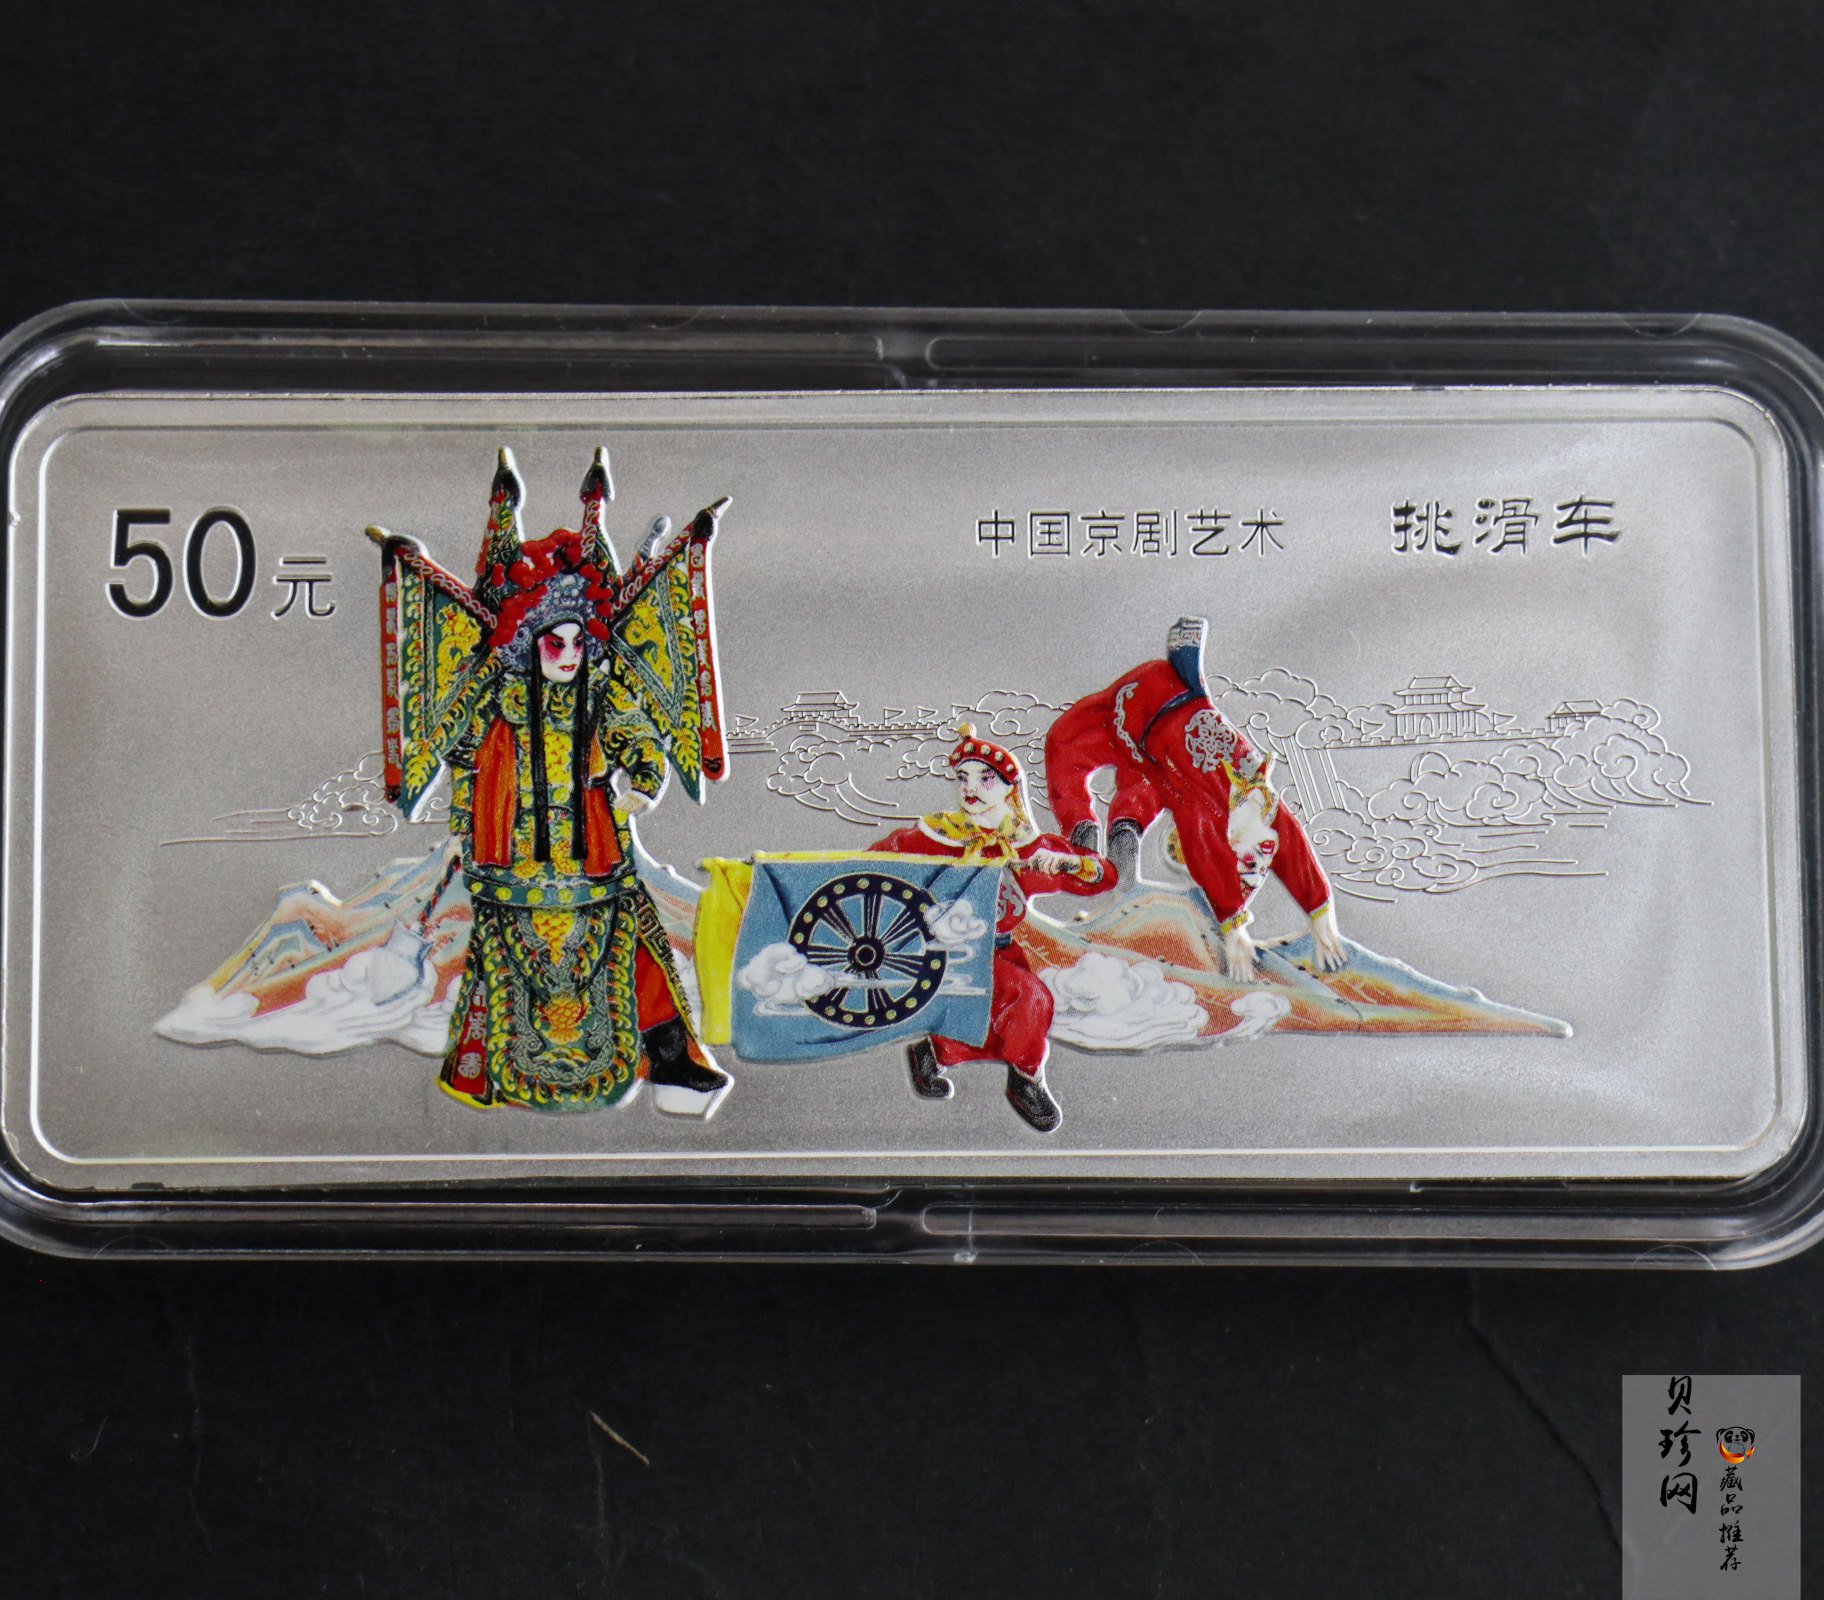 50元
中国京剧艺术 挑滑车
贝珍网
藏品推荐